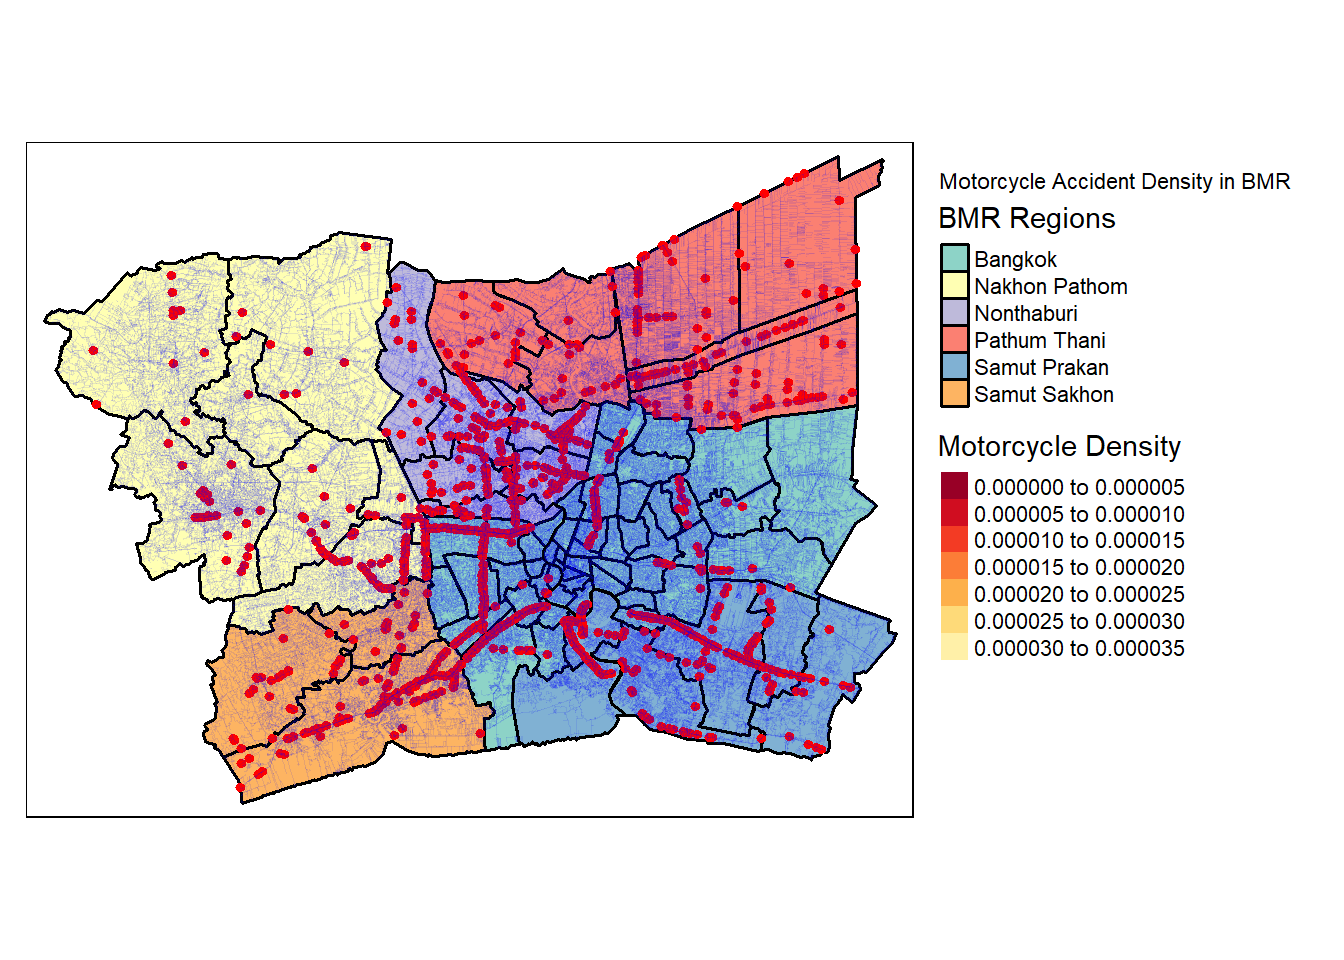 Motorcycle Accident Density in BMR
BMR Regions
Bangkok
Nakhon Pathom
Nonthaburi
Pathum Thani
Samut Prakan
Samut Sakhon
Motorcycle Density
0.000000 to 0.000005
0.000005 to 0.000010
0.000010 to 0.000015
0.000015 to 0.000020
0.000020 to 0.000025
0.000025 to 0.000030
0.000030 to 0.000035